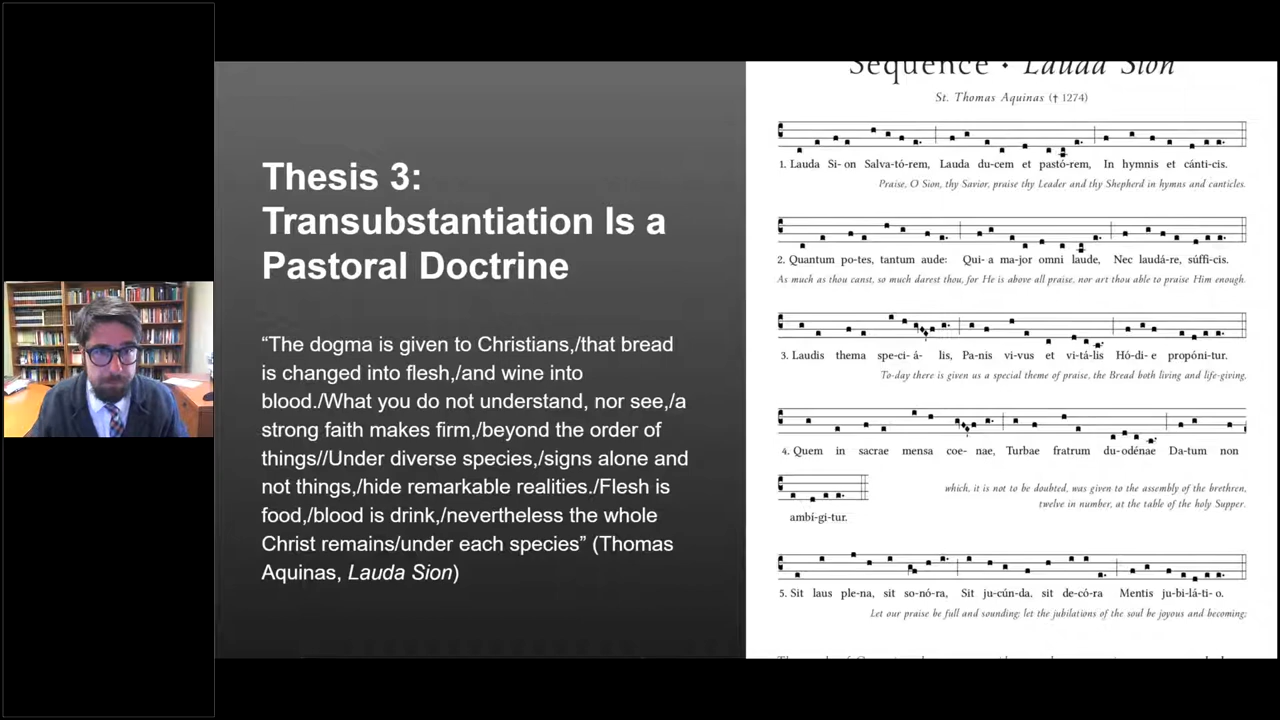 Thesis 3:
Transubstantiation Is a
Pastoral Doctrine
“The dogma is given to Christians,/that bread
is changed into flesh,/and wine into
blood./What you do not understand, nor see,/a
strong faith makes firm,/beyond the order of
things//Under diverse species,/signs alone and
not things,/hide remarkable realities./Flesh is
food,/blood is drink,/nevertheless the whole
Christ remains/under each species” (Thomas
Aquinas, Lauda Sion)
Sequence • Lauda Sion
St. Thomas Aquinas († 1274)
1. Lauda Si- on Salva-tó-rem, Lauda du-cem et pastó-rem, In hymnis et cánti-cis.
Praise, O Sion, thy Savior, praise thy Leader and thy Shepherd in hymns and canticles.
2. Quantum po-tes, tantum aude: Qui- a ma-jor omni laude, Nec laudá-re, súffi-cis.
As much as thou canst, so much darest thou, for He is above all praise, nor art thou able to praise Him enough.
3. Laudis thema spe-ci- á- lis, Pa-nis vi-vus et vi-tá-lis Hó-di- e propóni-tur.
To-day there is given us a special theme of praise, the Bread both living and life-giving.
4. Quem in sacrae mensa coe- nae, Turbae fratrum du-odénae Da-tum non
ambí-gi-tur.
which, it is not to be doubted, was given to the assembly of the brethren,
twelve in number, at the table of the holy Supper.
5. Sit laus ple-na, sit so-nó-ra, Sit ju-cún-da, sit de-có-ra Mentis ju-bi-lá-ti- o.
Let our praise be full and sounding; let the jubilations of the soul be joyous and becoming;